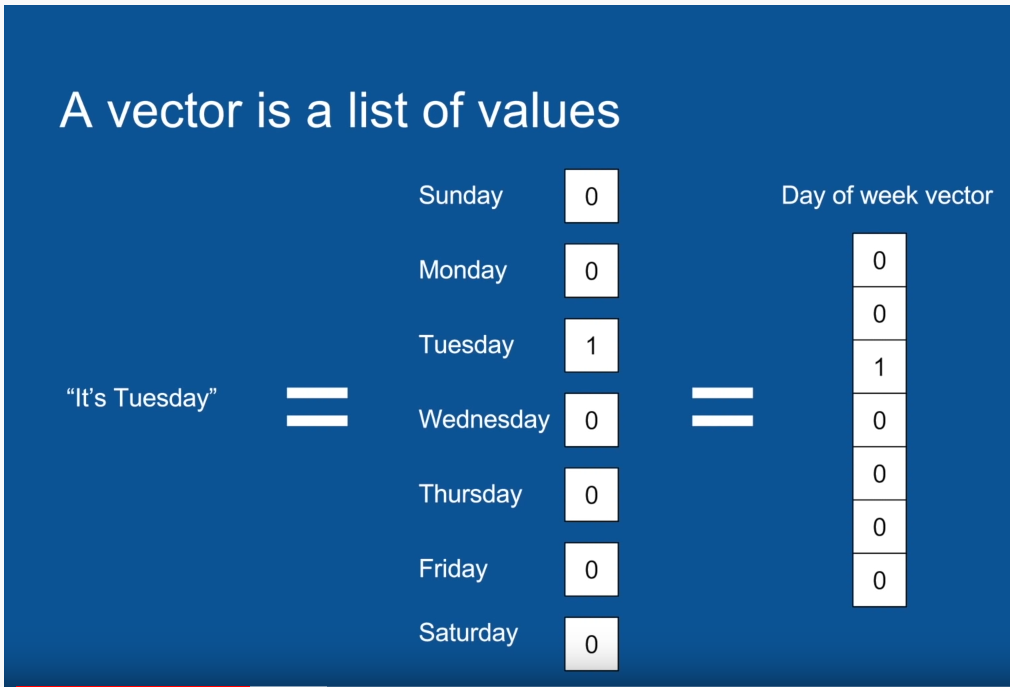 A vector is a list of values
Sunday 0
Monday 0
Tuesday 1
Wednesday 0
Thursday 0
Friday 0
Saturday 0
“It’s Tuesday”
=
=
Day of week vector
0
0
1
0
0
0
0